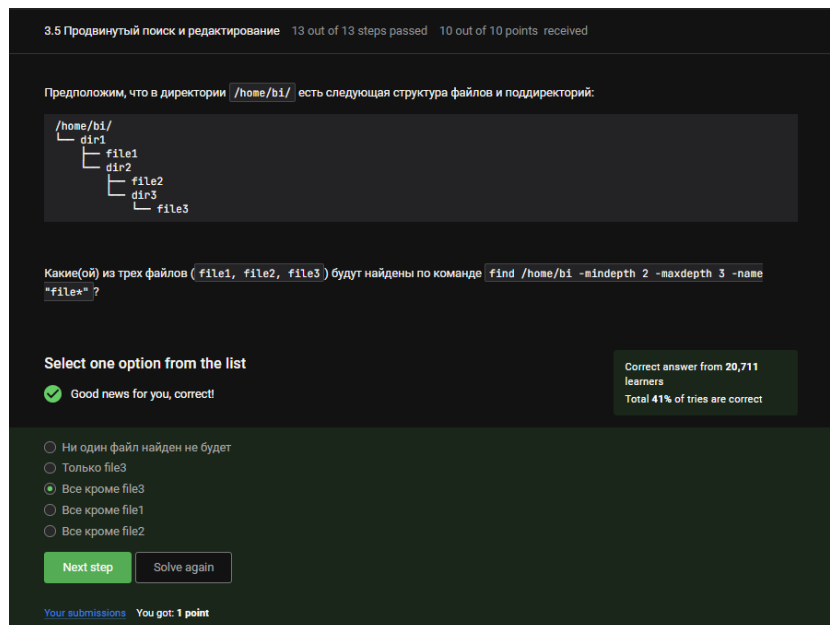 3.5 Продвинутый поиск и редактирование 13 out of 13 steps passed 10 out of 10 points received
Предположим, что в директории /home/bi/ есть следующая структура файлов и поддиректорий:
/home/bi/
└── dir1
    ├── file1
    └── dir2
        ├── file2
        └── dir3
            └── file3
Какие(ой) из трех файлов ( file1, file2, file3 ) будут найдены по команде find /home/bi -mindepth 2 -maxdepth 3 -name
"file*" ?
Select one option from the list
Good news for you, correct!
Correct answer from 20,711
learners
Total 41% of tries are correct
Ни один файл найден не будет
Только file3
Все кроме file3
Все кроме file1
Все кроме file2
Next step Solve again
Your submissions You got: 1 point